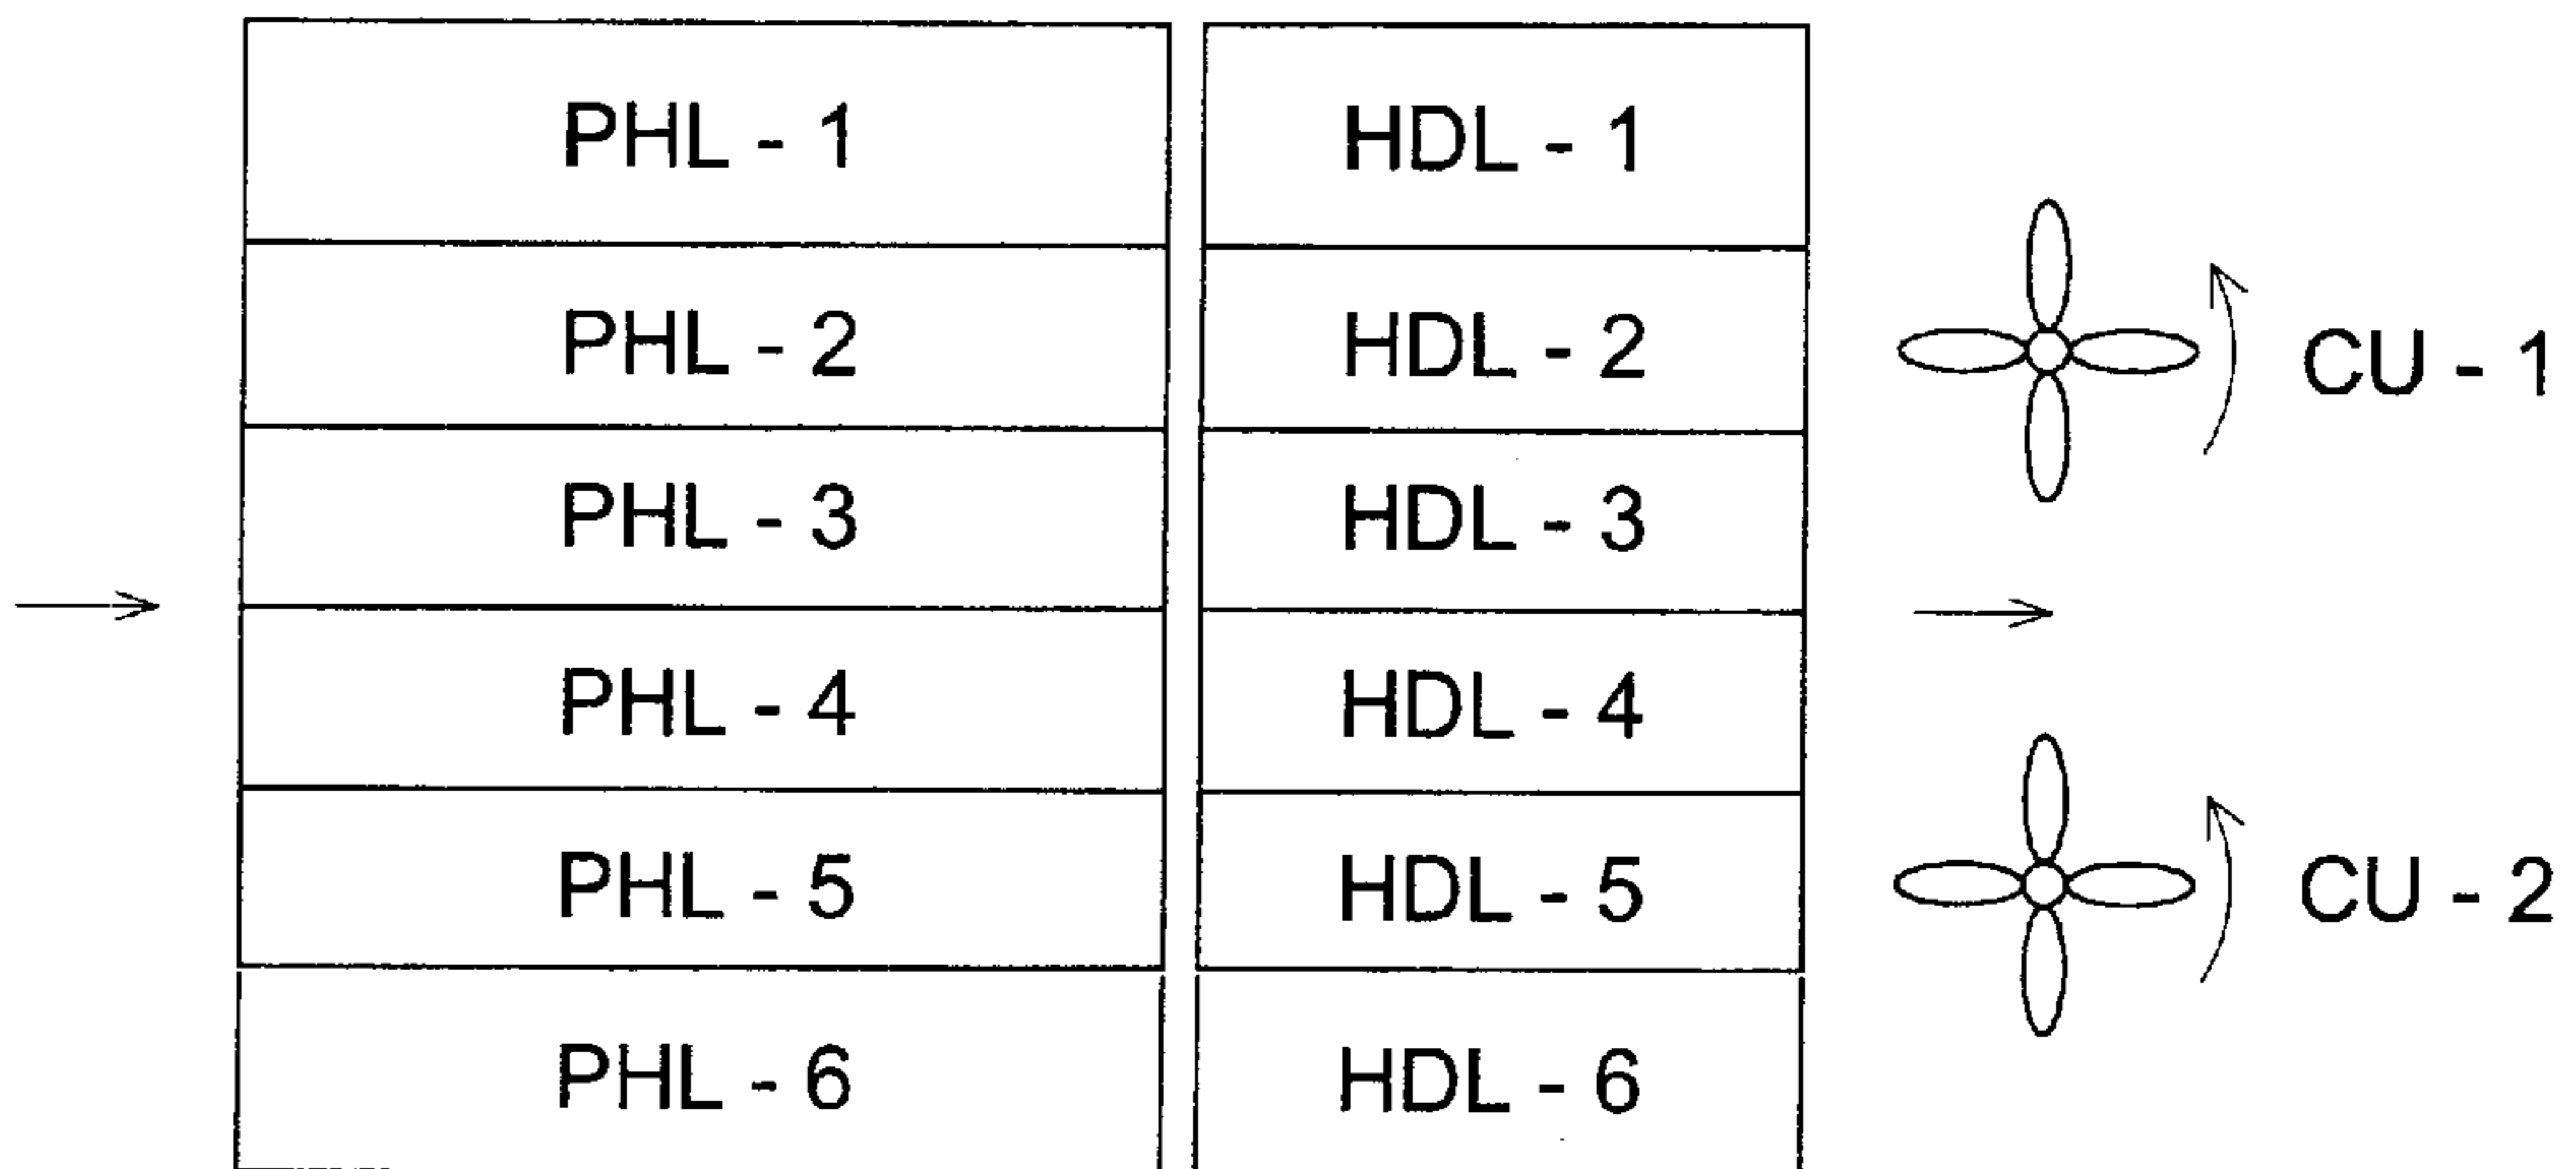 PHL - 1
HDL - 1
PHL - 2
HDL - 2
CU - 1
PHL - 3
HDL - 3
PHL - 4
HDL - 4
PHL - 5
HDL - 5
CU - 2
PHL - 6
HDL - 6